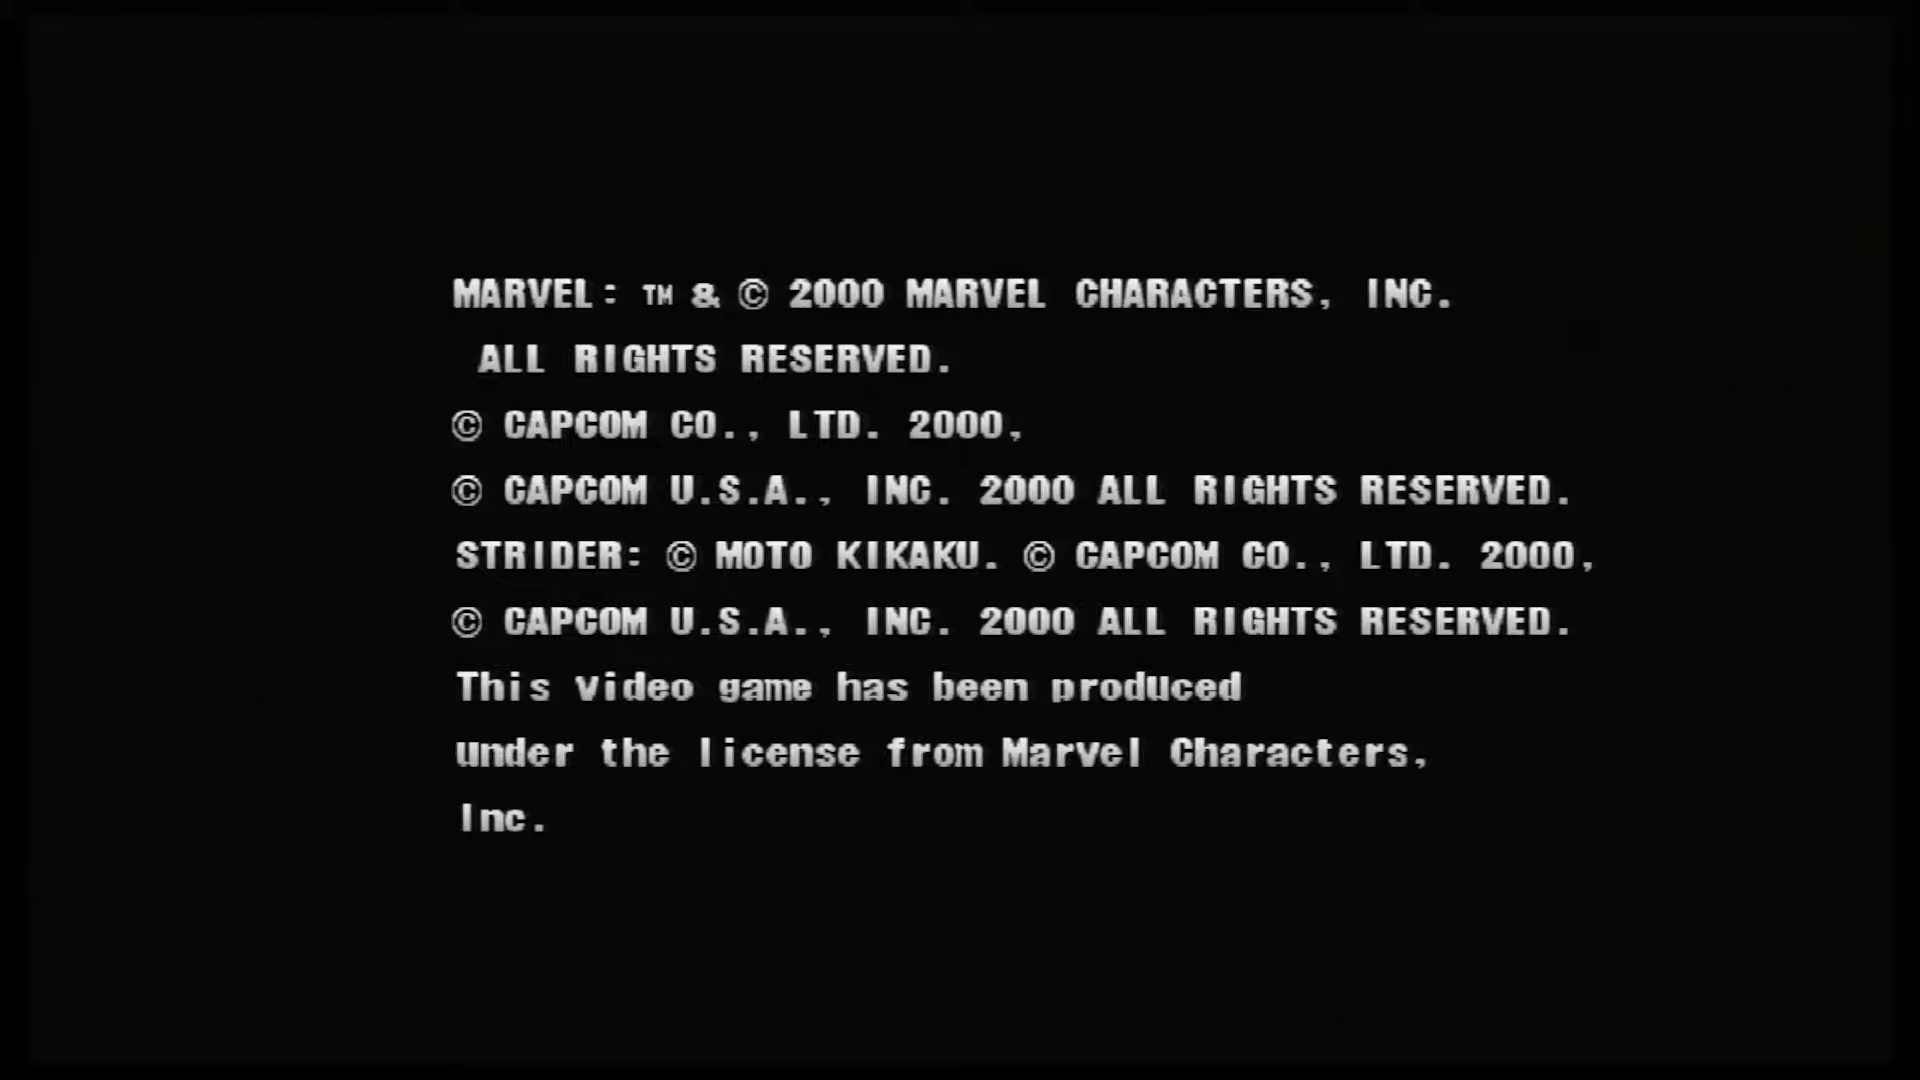 MARVEL: ™ & © 2000 MARVEL CHARACTERS, INC.
ALL RIGHTS RESERVED.
© CAPCOM CO., LTD. 2000,
© CAPCOM U.S.A., INC. 2000 ALL RIGHTS RESERVED.
STRIDER: © MOTO KIKAKU. © CAPCOM CO., LTD. 2000,
© CAPCOM U.S.A., INC. 2000 ALL RIGHTS RESERVED.
This video game has been produced
under the license from Marvel Characters,
Inc.